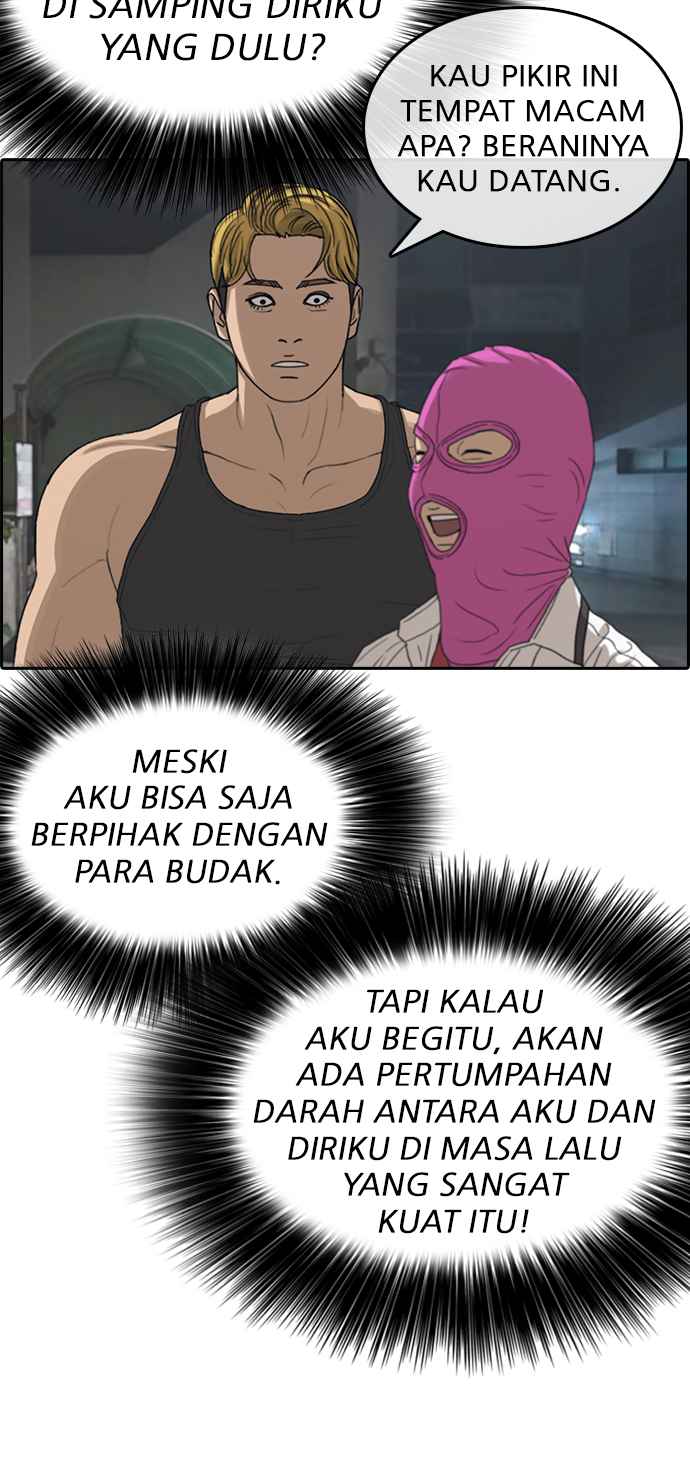 DI SAMPING DIRIKU
YANG DULU?
KAU PIKIR INI
TEMPAT MACAM
APA? BERANINYA
KAU DATANG.
MESKI
AKU BISA SAJA
BERPIHAK DENGAN
PARA BUDAK.
TAPI KALAU
AKU BEGITU, AKAN
ADA PERTUMPAHAN
DARAH ANTARA AKU DAN
DIRIKU DI MASA LALU
YANG SANGAT
KUAT ITU!